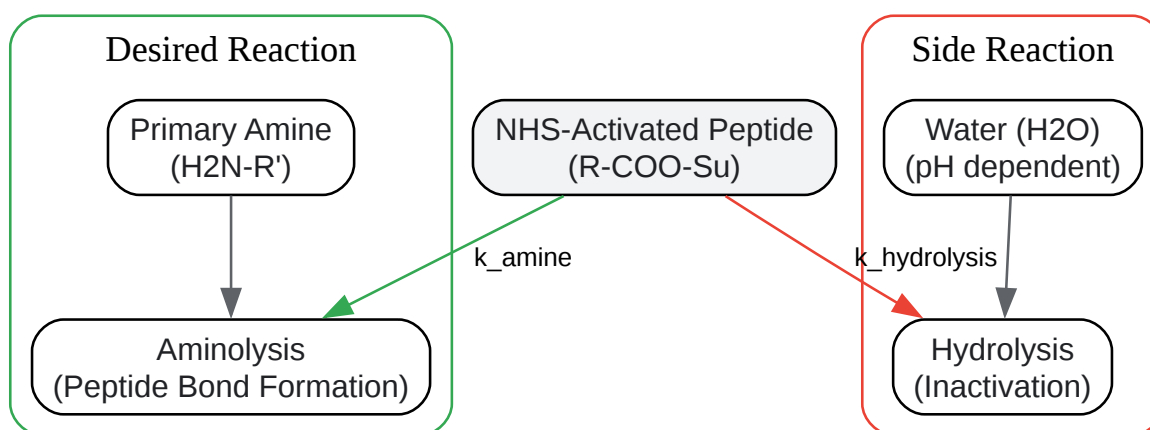 Desired Reaction
Side Reaction
Primary Amine
(H2N-R')
NHS-Activated Peptide
(R-COO-Su)
Water (H2O)
(pH dependent)
k_amine
k_hydrolysis
Aminolysis
(Peptide Bond Formation)
Hydrolysis
(Inactivation)